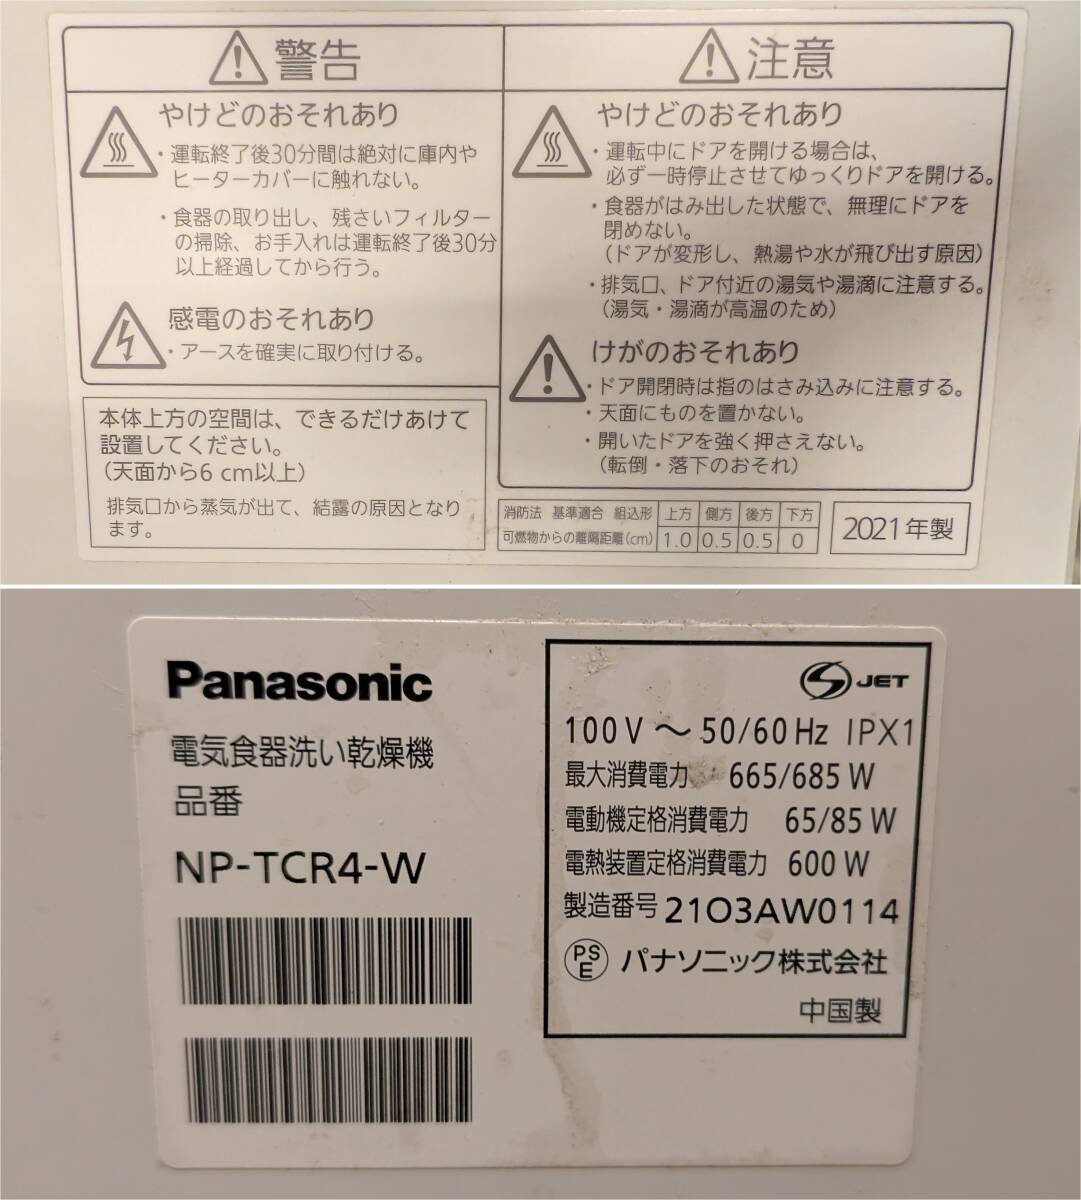 警告
やけどのおそれあり
・運転終了後30分間は絶対に庫内や
ヒーターカバーに触れない。
・食器の取り出し、残さいフィルター
の掃除、お手入れは運転終了後30分
以上経過してから行う。
感電のおそれあり
・アースを確実に取り付ける。
本体上方の空間は、できるだけあけて
設置してください。
(天面から6 cm以上)
排気口から蒸気が出て、結露の原因となり
ます。
注意
やけどのおそれあり
・運転中にドアを開ける場合は、
必ず一時停止させてゆっくりドアを開ける。
・食器がはみ出した状態で、無理にドアを
閉めない。
(ドアが変形し、熱湯や水が飛び出す原因)
・排気口、ドア付近の湯気や湯滴に注意する。
(湯気・湯滴が高温のため)
けがのおそれあり
・ドア開閉時は指のはさみ込みに注意する。
・天面にものを置かない。
・開いたドアを強く押さえない。
(転倒・落下のおそれ)
消防法 基準適合 組込形 上方 側方 後方 下方
可燃物からの離隔距離(cm) 1.0 0.5 0.5 0
2021年製
Panasonic
電気食器洗い乾燥機
品番
NP-TCR4-W
JET
100V ～ 50/60Hz IPX1
最大消費電力 665/685W
電動機定格消費電力 65/85W
電熱装置定格消費電力 600W
製造番号 2103AW0114
PSE パナソニック株式会社
中国製